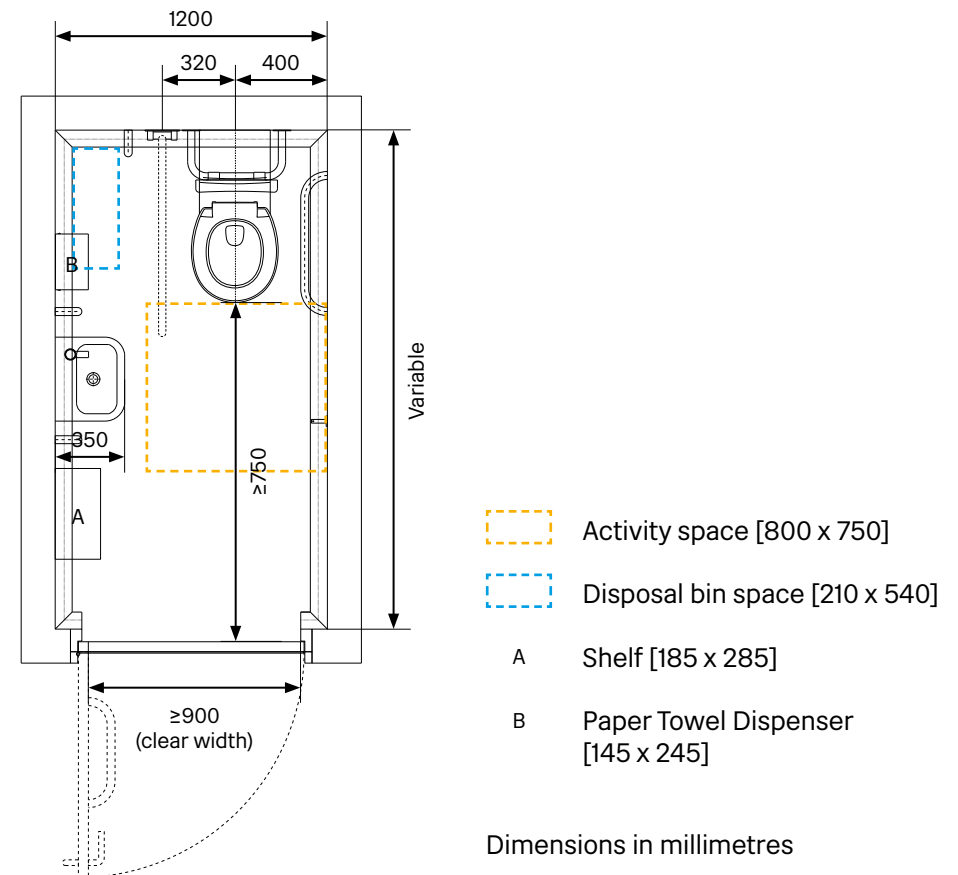 1200
320
400
B
Variable
350
≥750
A
≥900
(clear width)
Activity space [800 x 750]
Disposal bin space [210 x 540]
A
Shelf [185 x 285]
B
Paper Towel Dispenser
[145 x 245]
Dimensions in millimetres